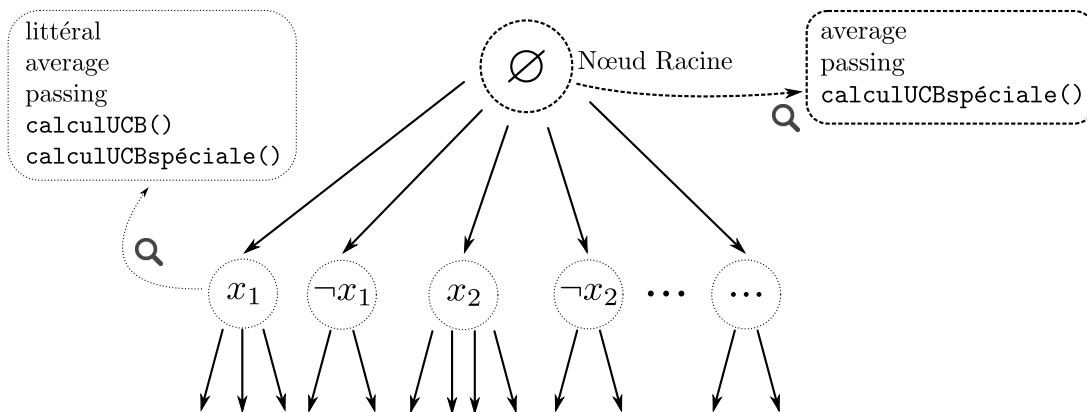 littéral
average
passing
calculUCB()
calculUCBspéciale()
∅
Nœud Racine
average
passing
calculUCBspéciale()
x₁
¬x₁
x₂
¬x₂
...
...